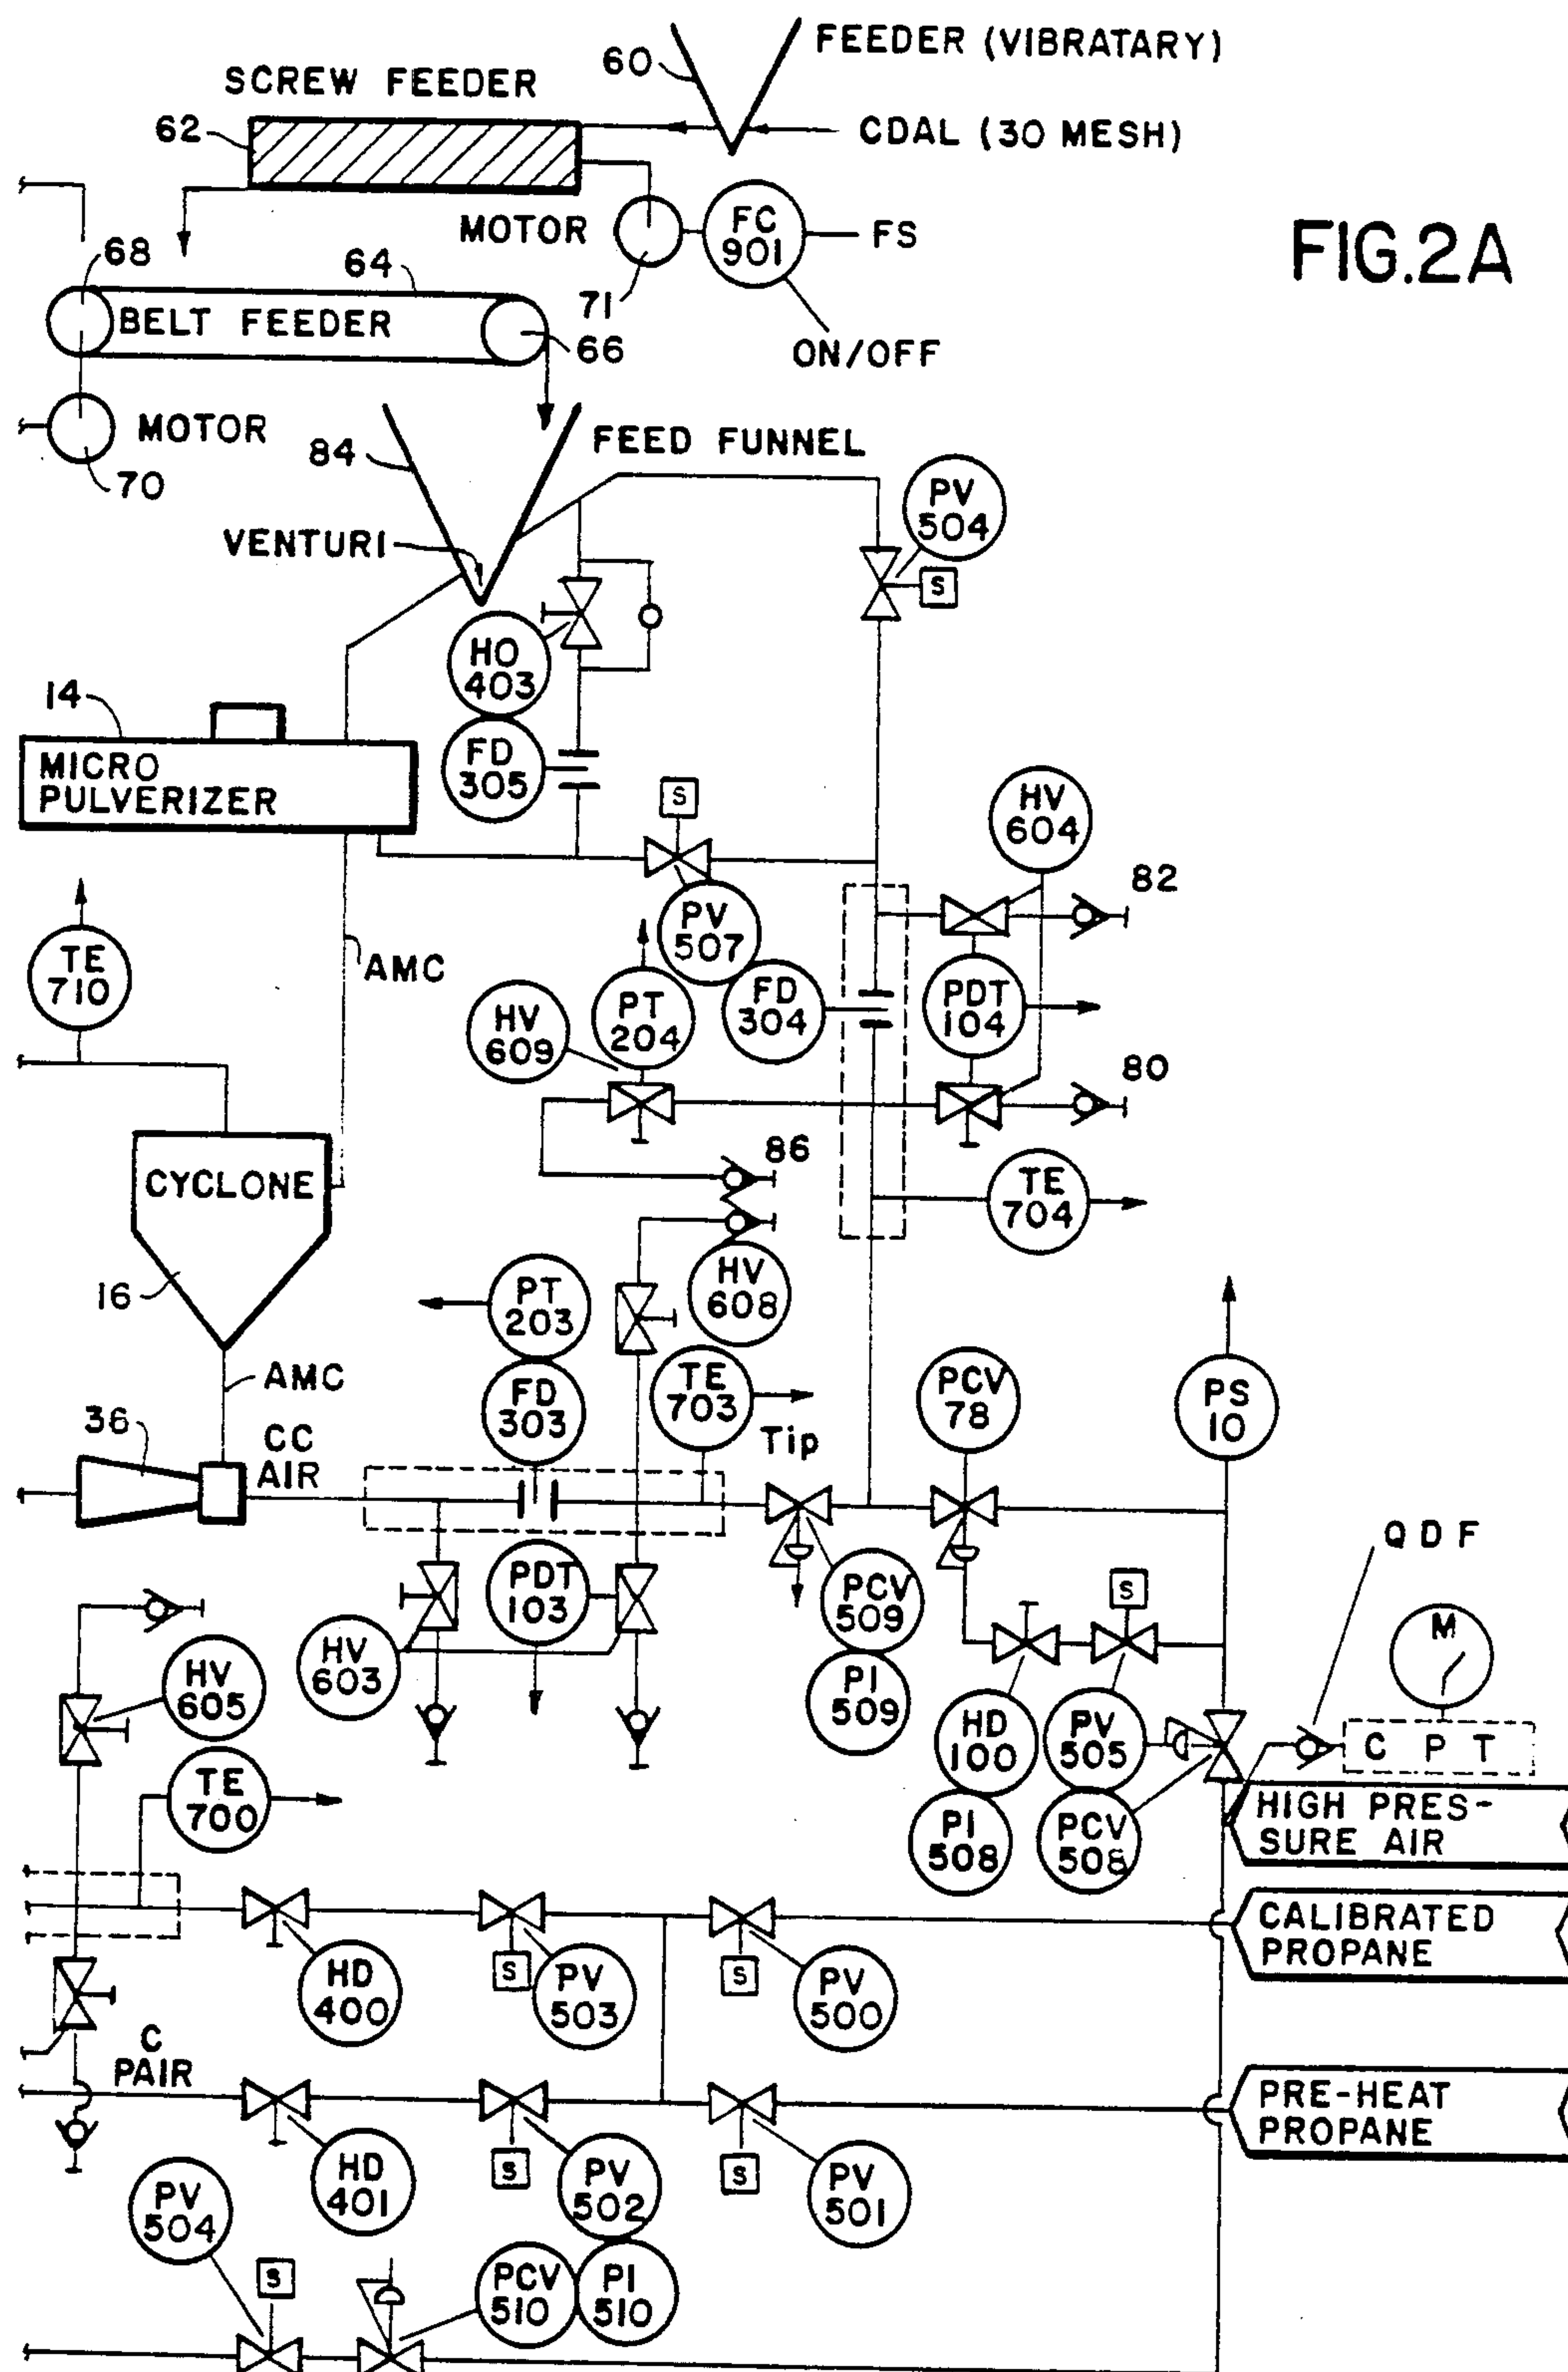 FEEDER (VIBRATARY)
60
SCREW FEEDER
62
CDAL (30 MESH)
FIG.2A
MOTOR
FC
901
FS
68
64
71
BELT FEEDER
66
ON/OFF
MOTOR
70
84
FEED FUNNEL
PV
504
S
VENTURI
HO
403
14
MICRO
PULVERIZER
FD
305
S
HV
604
82
PV
507
TE
710
AMC
HV
609
PT
204
FD
304
PDT
104
80
86
CYCLONE
TE
704
16
PT
203
HV
608
AMC
FD
303
TE
703
PCV
78
PS
10
36
CC
AIR
Tip
QDF
PDT
103
PCV
509
S
M
HV
603
HV
605
PI
509
HD
100
PV
505
C P T
TE
700
PI
508
PCV
508
HIGH PRES-
SURE AIR
CALIBRATED
PROPANE
HD
400
S
PV
503
S
PV
500
C
PAIR
PRE-HEAT
PROPANE
HD
401
S
PV
502
S
PV
501
PV
504
S
PCV
510
PI
510